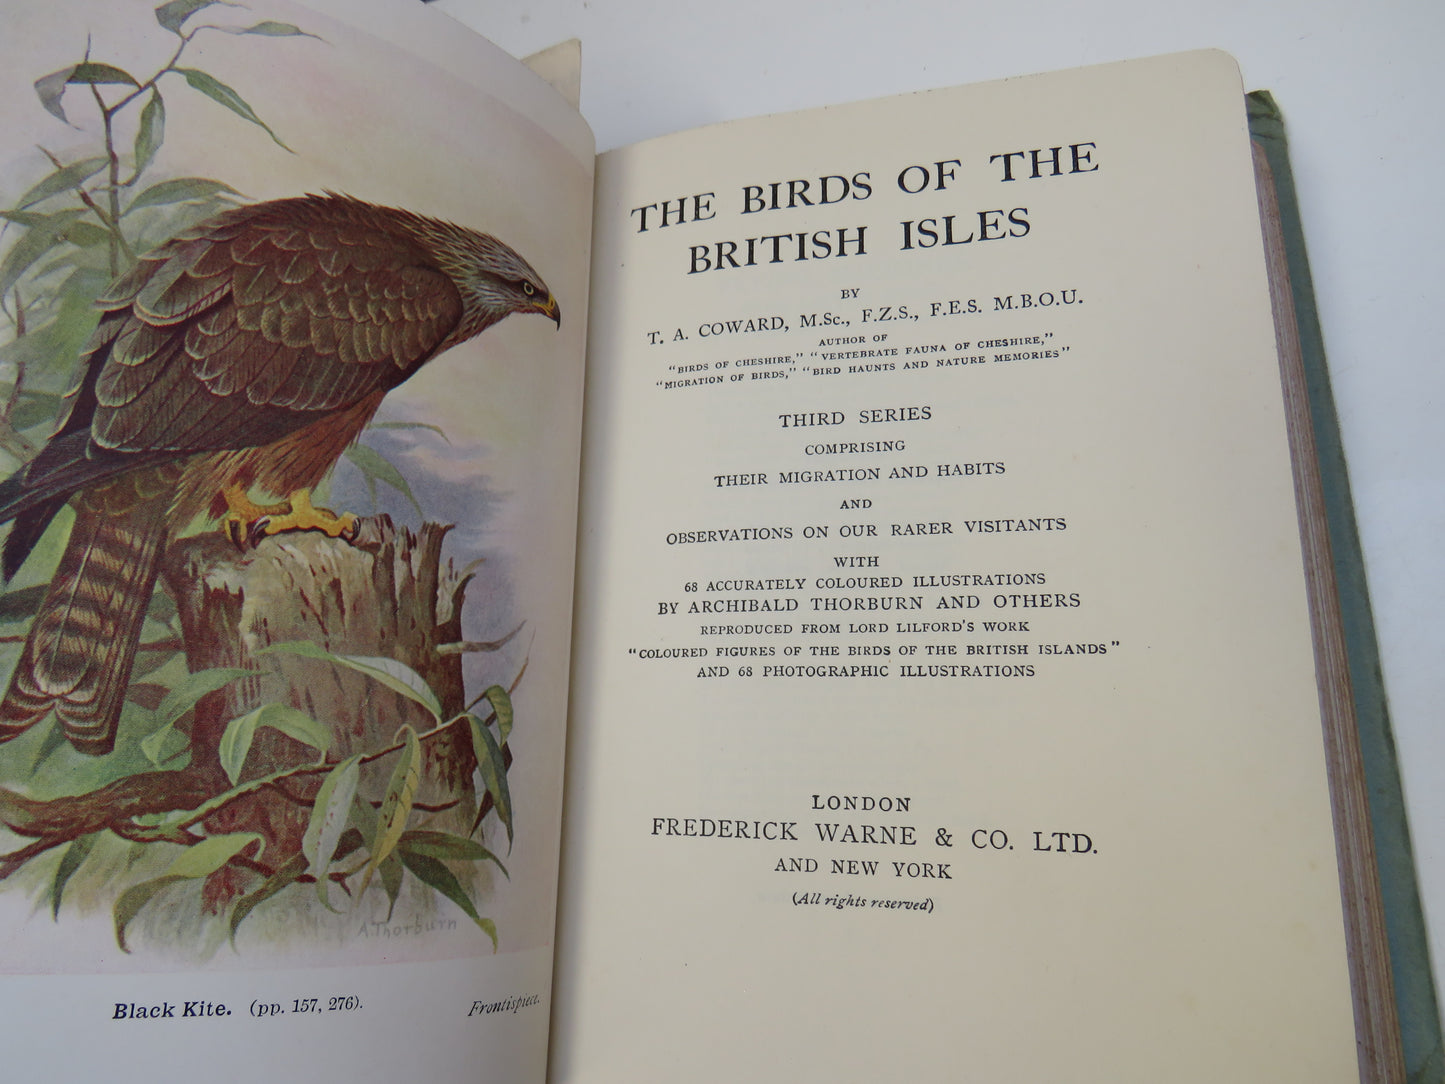 A.Thorburn
Black Kite. (pp. 157, 276). Frontispiece.
THE BIRDS OF THE
BRITISH ISLES
BY
T. A. COWARD, M.Sc., F.Z.S., F.E.S. M.B.O.U.
AUTHOR OF
"BIRDS OF CHESHIRE," "VERTEBRATE FAUNA OF CHESHIRE,"
"MIGRATION OF BIRDS," "BIRD HAUNTS AND NATURE MEMORIES"
THIRD SERIES
COMPRISING
THEIR MIGRATION AND HABITS
AND
OBSERVATIONS ON OUR RARER VISITANTS
WITH
68 ACCURATELY COLOURED ILLUSTRATIONS
BY ARCHIBALD THORBURN AND OTHERS
REPRODUCED FROM LORD LILFORD'S WORK
"COLOURED FIGURES OF THE BIRDS OF THE BRITISH ISLANDS"
AND 68 PHOTOGRAPHIC ILLUSTRATIONS
LONDON
FREDERICK WARNE & CO. LTD.
AND NEW YORK
(All rights reserved)